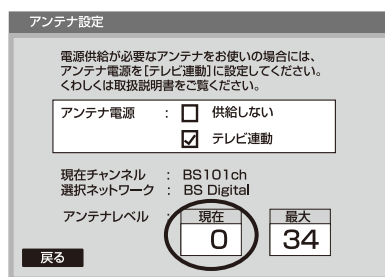 アンテナ設定
電源供給が必要なアンテナをお使いの場合には、
アンテナ電源を[テレビ連動]に設定してください。
くわしくは取扱説明書をご覧ください。
アンテナ電源 : 供給しない
テレビ連動
現在チャンネル : BS101ch
選択ネットワーク : BS Digital
アンテナレベル : 現在 最大
0 34
戻る